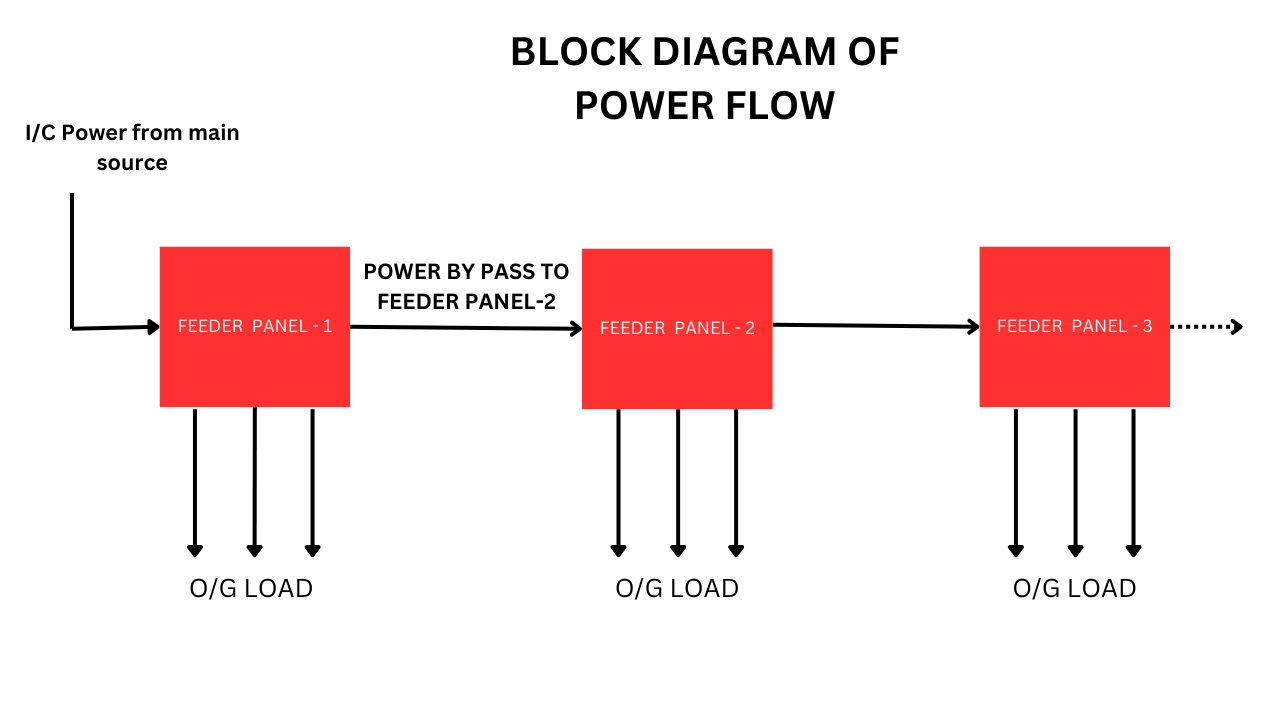 BLOCK DIAGRAM OF
POWER FLOW
I/C Power from main
source
POWER BY PASS TO
FEEDER PANEL-2
FEEDER PANEL - 1
FEEDER PANEL - 2
FEEDER PANEL - 3
O/G LOAD
O/G LOAD
O/G LOAD